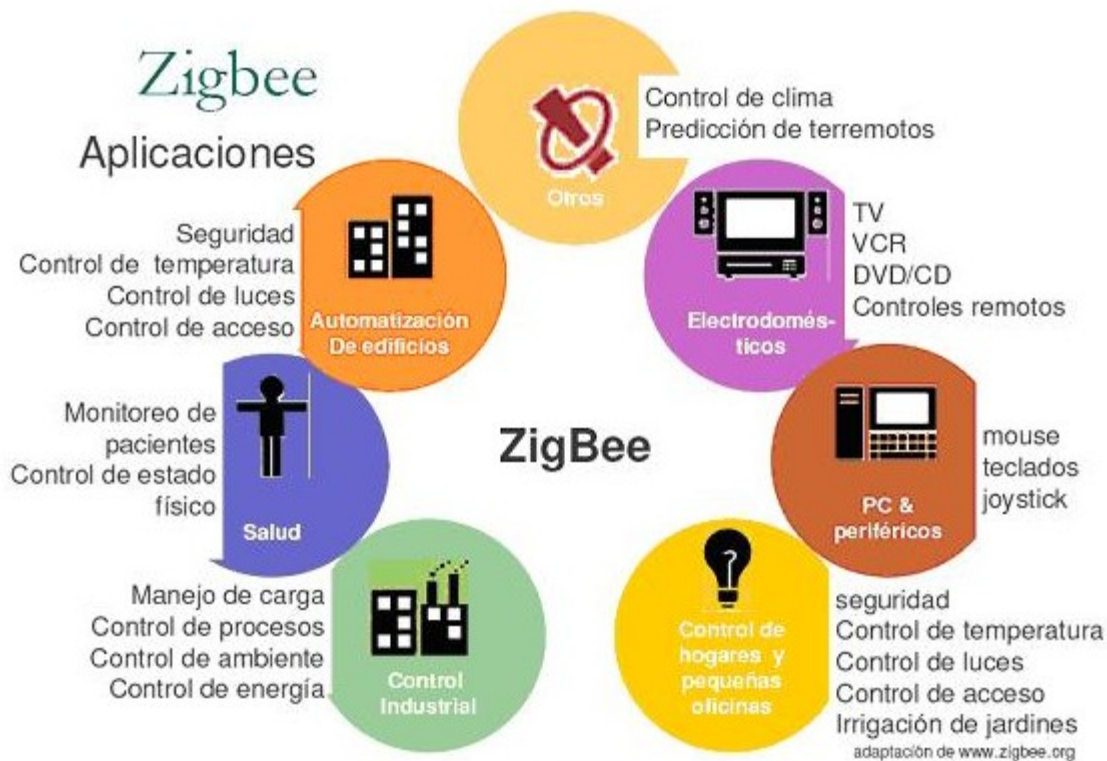 Zigbee
Aplicaciones
Otros
Control de clima
Predicción de terremotos
Seguridad
Control de temperatura
Control de luces
Control de acceso
Automatización
De edificios
Electrodomés-
ticos
TV
VCR
DVD/CD
Controles remotos
Monitoreo de
pacientes
Control de estado
físico
Salud
ZigBee
PC &
periféricos
mouse
teclados
joystick
Manejo de carga
Control de procesos
Control de ambiente
Control de energía
Control
Industrial
Control de
hogares y
pequeñas
oficinas
seguridad
Control de temperatura
Control de luces
Control de acceso
Irrigación de jardines
adaptación de www.zigbee.org